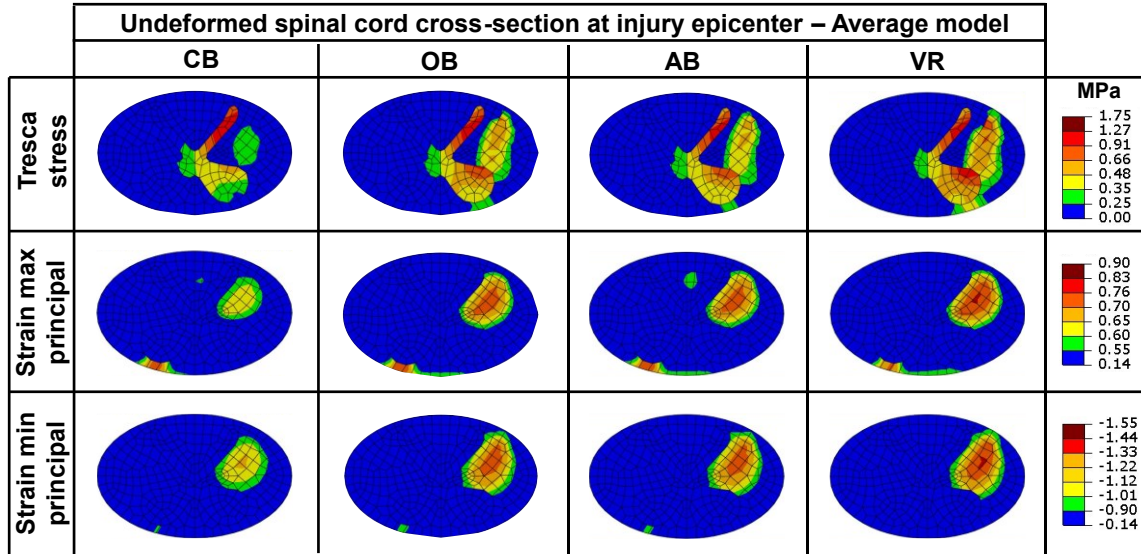 Undeformed spinal cord cross-section at injury epicenter – Average model
CB
OB
AB
VR
Tresca
stress
MPa
1.75
1.27
0.91
0.66
0.48
0.35
0.25
0.00
Strain max
principal
0.90
0.83
0.76
0.70
0.65
0.60
0.55
0.14
Strain min
principal
-1.55
-1.44
-1.33
-1.22
-1.12
-1.01
-0.90
-0.14